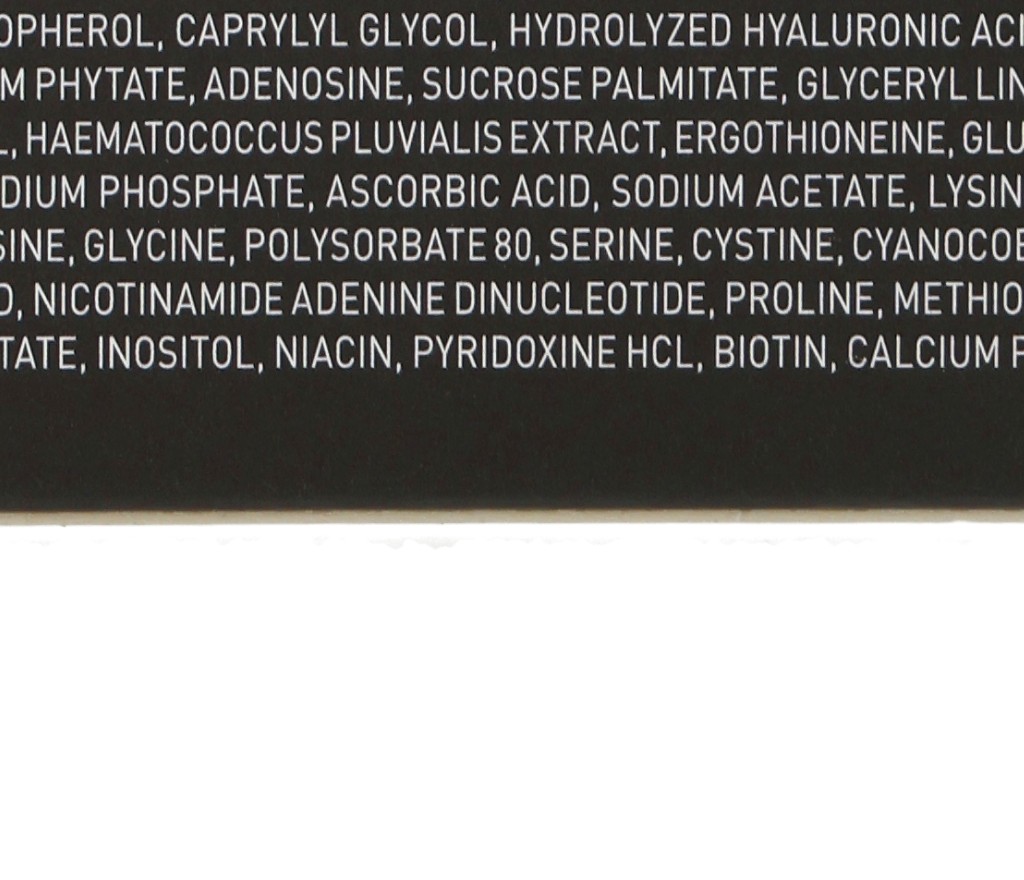 OPHEROL, CAPRYLYL GLYCOL, HYDROLYZED HYALURONIC ACI
M PHYTATE, ADENOSINE, SUCROSE PALMITATE, GLYCERYL LIN
L, HAEMATOCOCCUS PLUVIALIS EXTRACT, ERGOTHIONEINE, GLU
DIUM PHOSPHATE, ASCORBIC ACID, SODIUM ACETATE, LYSIN
SINE, GLYCINE, POLYSORBATE 80, SERINE, CYSTINE, CYANOCOB
D, NICOTINAMIDE ADENINE DINUCLEOTIDE, PROLINE, METHIO
TATE, INOSITOL, NIACIN, PYRIDOXINE HCL, BIOTIN, CALCIUM P